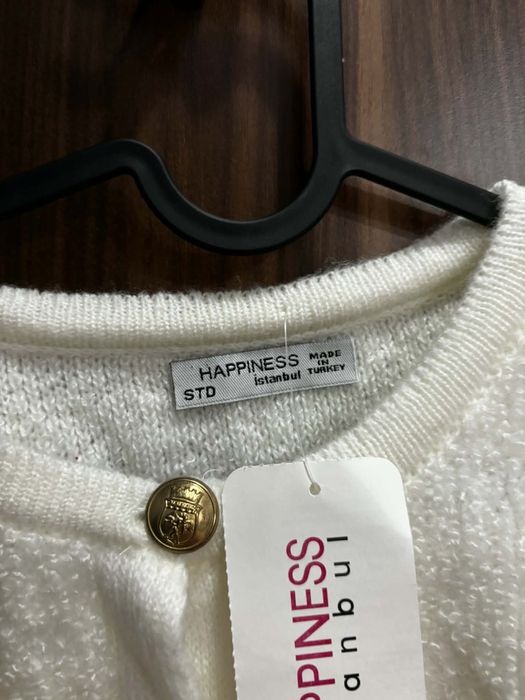 HAPPINESS
istanbul
STD
MADE
IN
TURKEY
PPINESS
anbul